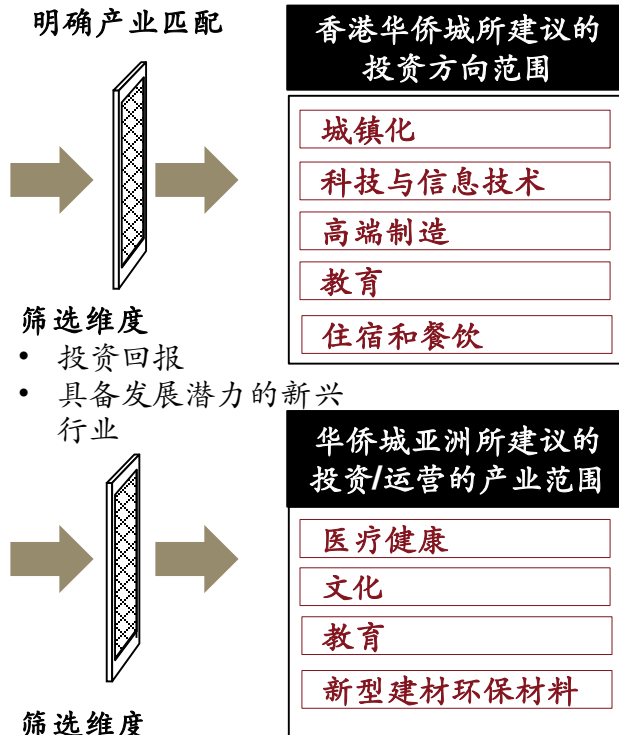 明确产业匹配
香港华侨城所建议的
投资方向范围
城镇化
科技与信息技术
高端制造
教育
住宿和餐饮
筛选维度
• 投资回报
• 具备发展潜力的新兴
行业
华侨城亚洲所建议的
投资/运营的产业范围
医疗健康
文化
教育
新型建材环保材料
筛选维度